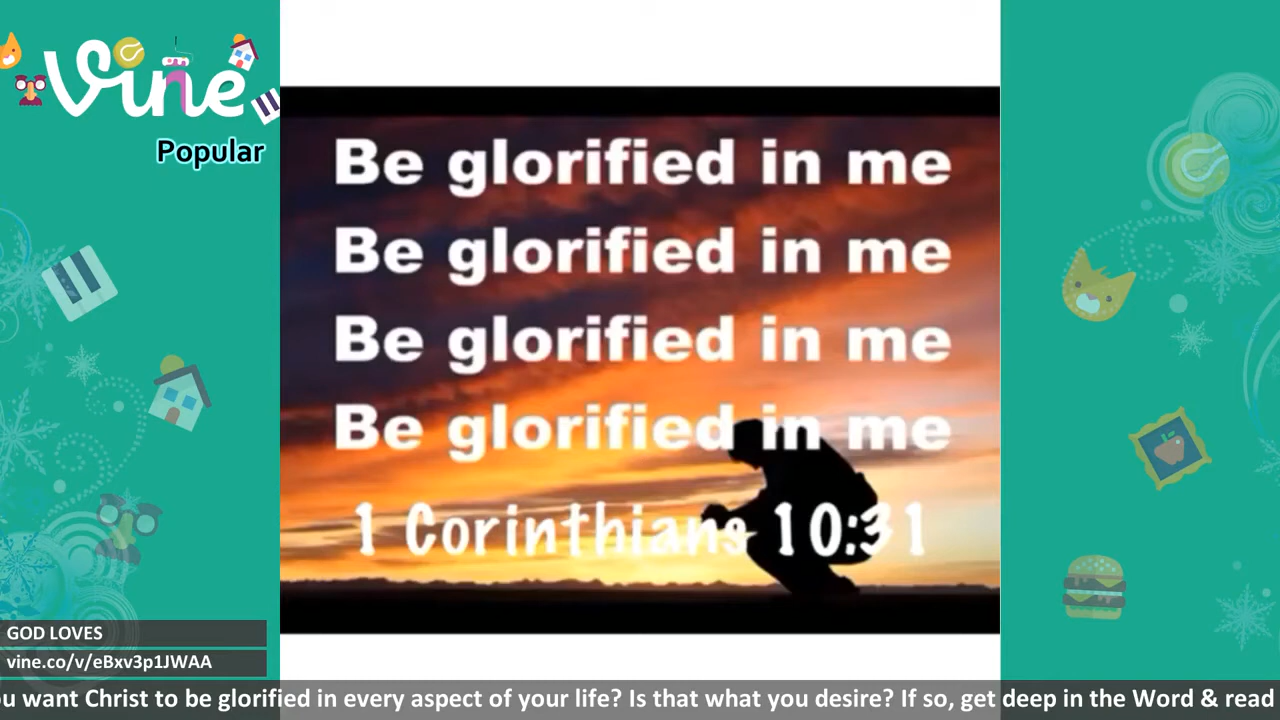 Vine
Popular
Be glorified in me
Be glorified in me
Be glorified in me
Be glorified in me
1 Corinthians 10:31
GOD LOVES
vine.co/v/eBxv3p1JWAA
want Christ to be glorified in every aspect of your life? Is that what you desire? If so, get deep in the Word & read